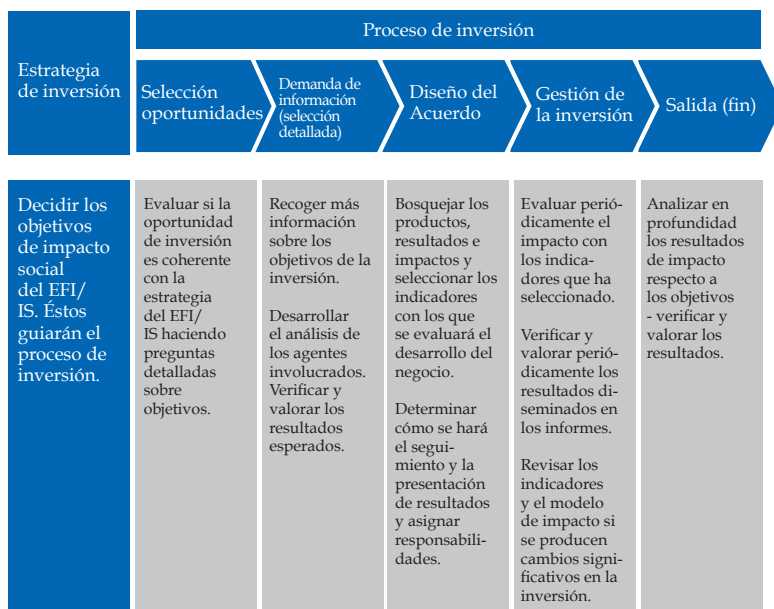 Proceso de inversión
Estrategia
de inversión
Selección
oportunidades
Demanda de
información
(selección
detallada)
Diseño del
Acuerdo
Gestión de
la inversión
Salida (fin)
Decidir los
objetivos
de impacto
social
del EFI/
IS. Éstos
guiarán el
proceso de
inversión.
Evaluar si la
oportunidad
de inversión
es coherente
con la
estrategia
del EFI/
IS haciendo
preguntas
detalladas
sobre
objetivos.
Recoger más
información
sobre los
objetivos de la
inversión.
Desarrollar
el análisis de
los agentes
involucrados.
Verificar y
valorar los
resultados
esperados.
Bosquejar los
productos,
resultados e
impactos y
seleccionar los
indicadores
con los que
se evaluará el
desarrollo del
negocio.
Determinar
cómo se hará
el segui-
miento y la
presentación
de resultados
y asignar
responsabili-
dades.
Evaluar perió-
dicamente el
impacto con
los indica-
dores que ha
seleccionado.
Verificar y
valorar perió-
dicamente los
resultados di-
seminados en
los informes.
Revisar los
indicadores
y el modelo
de impacto si
se producen
cambios signi-
ficativos en la
inversión.
Analizar en
profundidad
los resultados
de impacto
respecto a
los objetivos
- verificar y
valorar los
resultados.